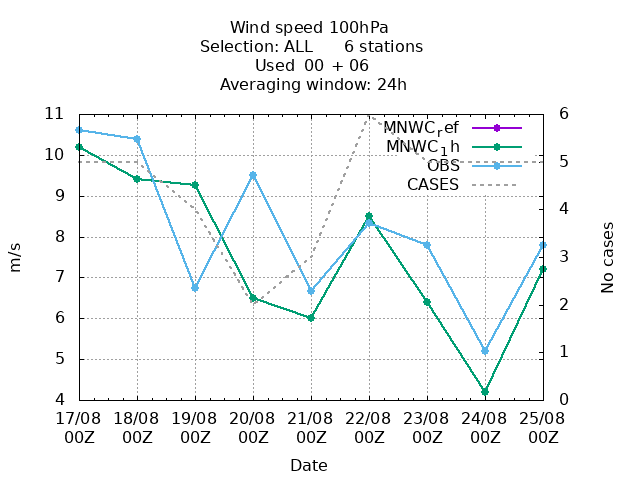 Wind speed 100hPa
Selection: ALL      6 stations
Used  00 + 06
Averaging window: 24h
11
10
9
8
7
6
5
4
m/s
6
5
4
3
2
1
0
No cases
MNWCref
MNWC1h
OBS
CASES
17/08 18/08 19/08 20/08 21/08 22/08 23/08 24/08 25/08
00Z 00Z 00Z 00Z 00Z 00Z 00Z 00Z 00Z
Date